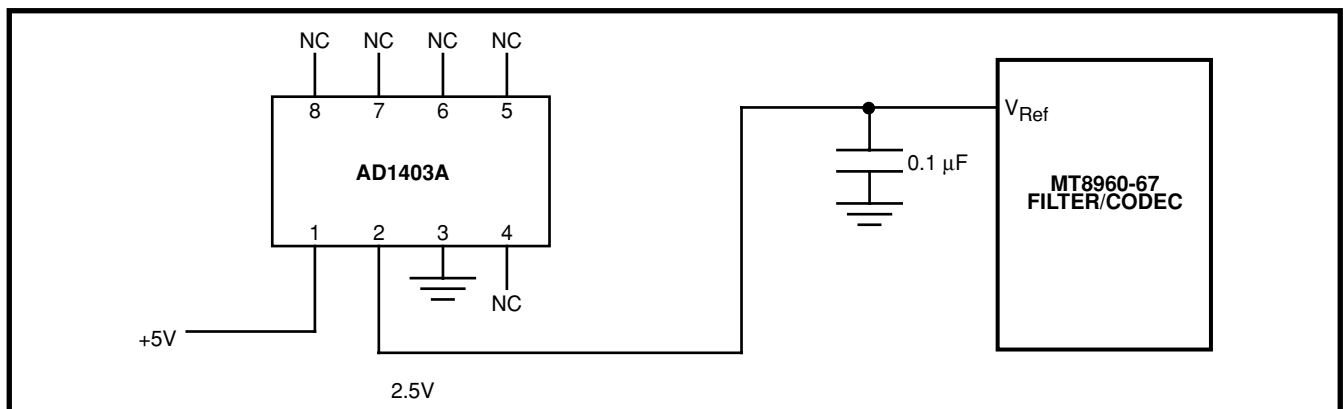 NC NC NC NC
8 7 6 5
V_Ref
AD1403A
0.1 μF
MT8960-67
FILTER/CODEC
1 2 3 4
NC
+5V
2.5V